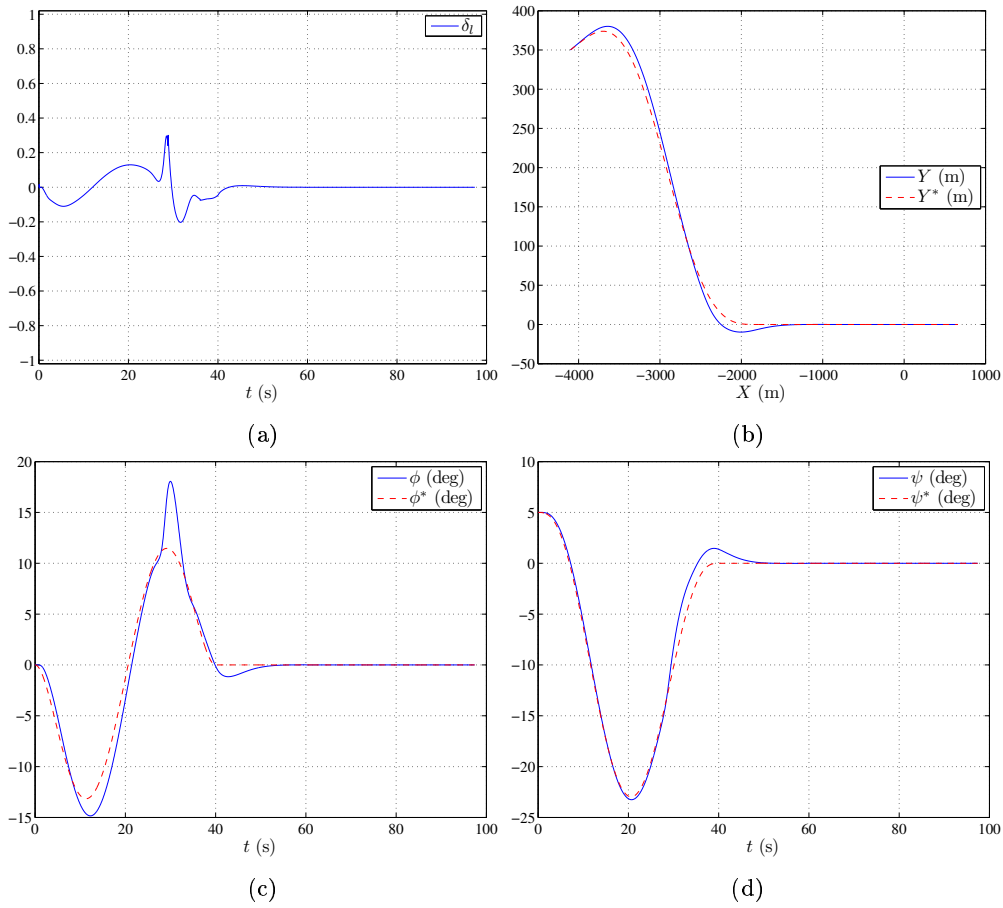 1
0.8
0.6
0.4
0.2
0
−0.2
−0.4
−0.6
−0.8
−1
0 20 40 60 80 100
t (s)
δ_l
(a)
400
350
300
250
200
150
100
50
0
−50
−4000 −3000 −2000 −1000 0 1000
X (m)
Y (m)
Y* (m)
(b)
20
15
10
5
0
−5
−10
−15
0 20 40 60 80 100
t (s)
ϕ (deg)
ϕ* (deg)
(c)
10
5
0
−5
−10
−15
−20
−25
0 20 40 60 80 100
t (s)
ψ (deg)
ψ* (deg)
(d)